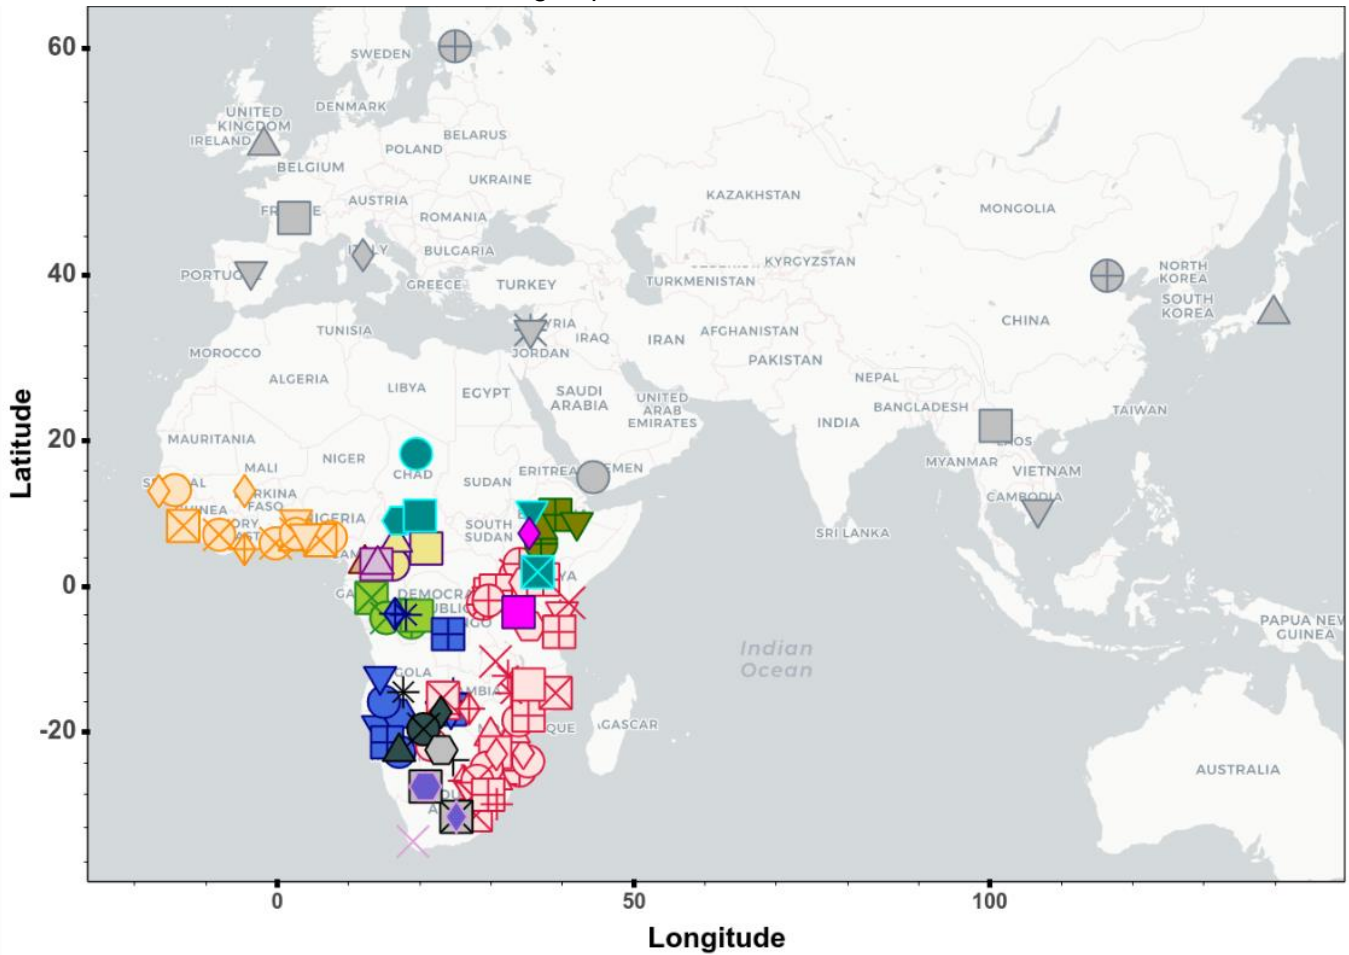 60
SWEDEN
DENMARK
UNITED
KINGDOM
IRELAND
BELARUS
POLAND
BELGIUM
UKRAINE
AUSTRIA
KAZAKHSTAN
MONGOLIA
ROMANIA
BULGARIA
KYRGYZSTAN
NORTH
KOREA
40
GREECE
TURKEY
TURKMENISTAN
SOUTH
KOREA
TUNISIA
IRAQ
IRAN
AFGHANISTAN
CHINA
MOROCCO
JORDAN
PAKISTAN
ALGERIA
LIBYA
EGYPT
SAUDI
ARABIA
UNITED
ARAB
EMIRATES
NEPAL
BANGLADESH
TAIWAN
INDIA
20
MAURITANIA
MALI
NIGER
CHAD
SUDAN
ERITREA
MYANMAR
VIETNAM
CAMBODIA
SOUTH
SUDAN
SRI LANKA
0
PAPUA NEW
GUINEA
Indian
Ocean
-20
AUSTRALIA
0
50
100
Latitude
Longitude